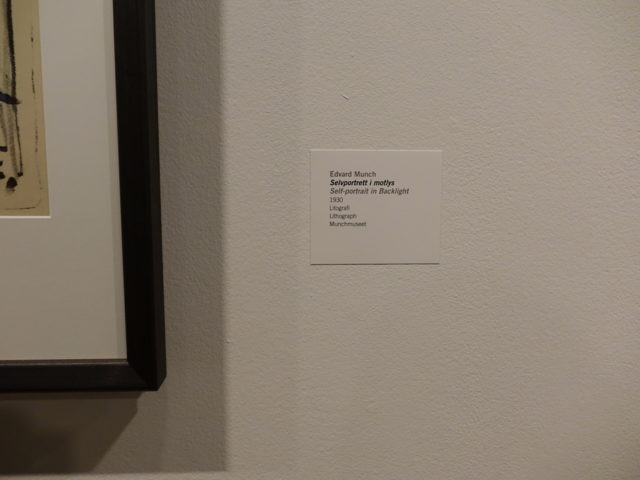 Edvard Munch
Selvportrett i motlys
Self-portrait in Backlight
1930
Litografi
Lithograph
Munchmuseet